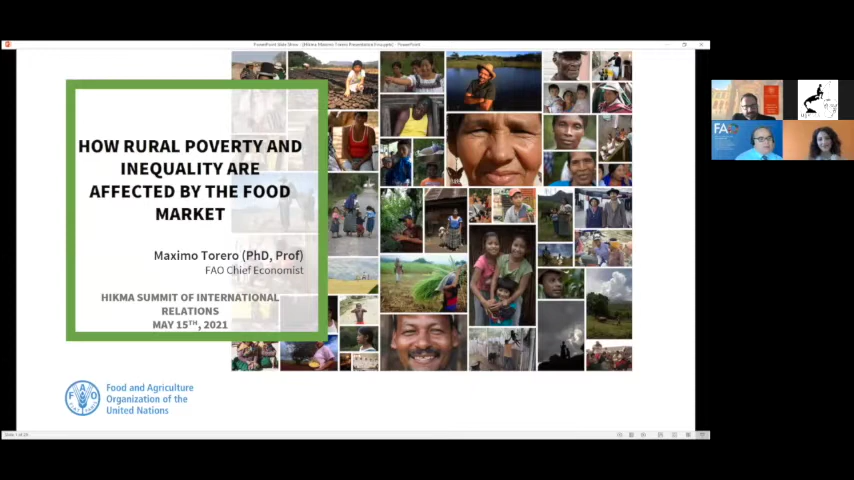 HOW RURAL POVERTY AND
INEQUALITY ARE
AFFECTED BY THE FOOD
MARKET
Maximo Torero (PhD, Prof)
FAO Chief Economist
HIKMA SUMMIT OF INTERNATIONAL
RELATIONS
MAY 15TH, 2021
Food and Agriculture
Organization of the
United Nations
FAO